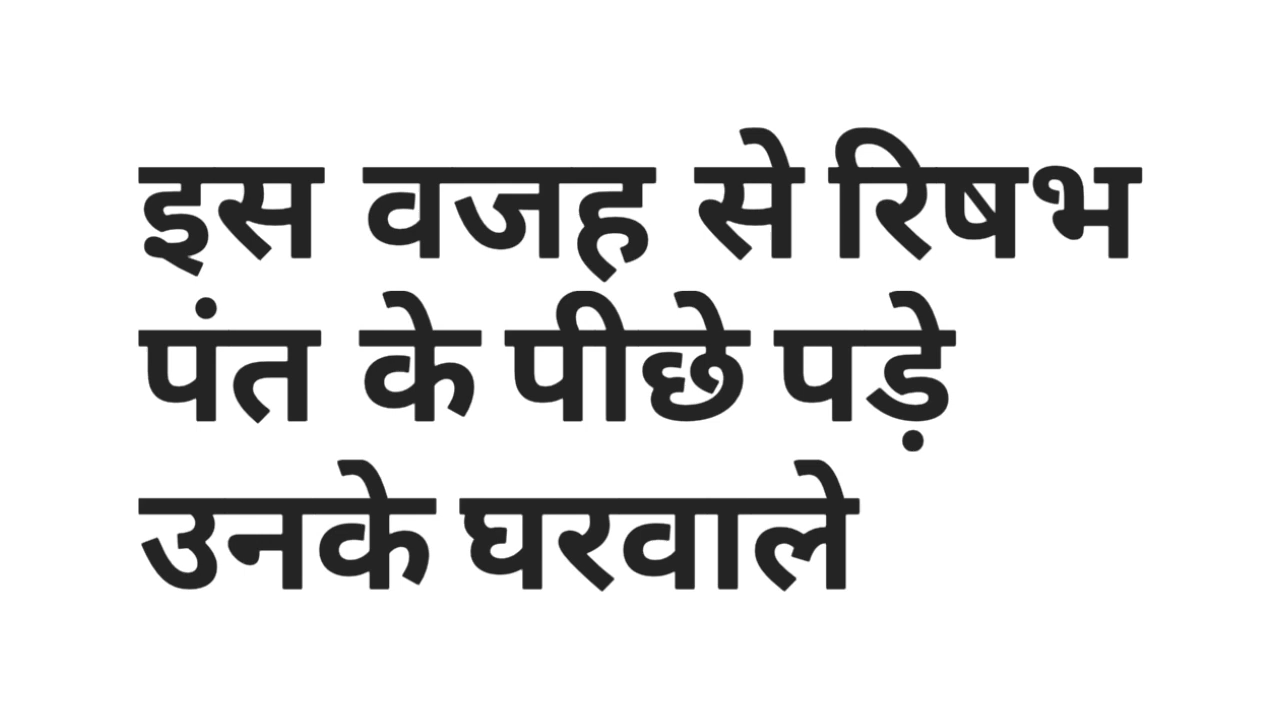 इस वजह से रिषभ
पंत के पीछे पड़े
उनके घरवाले